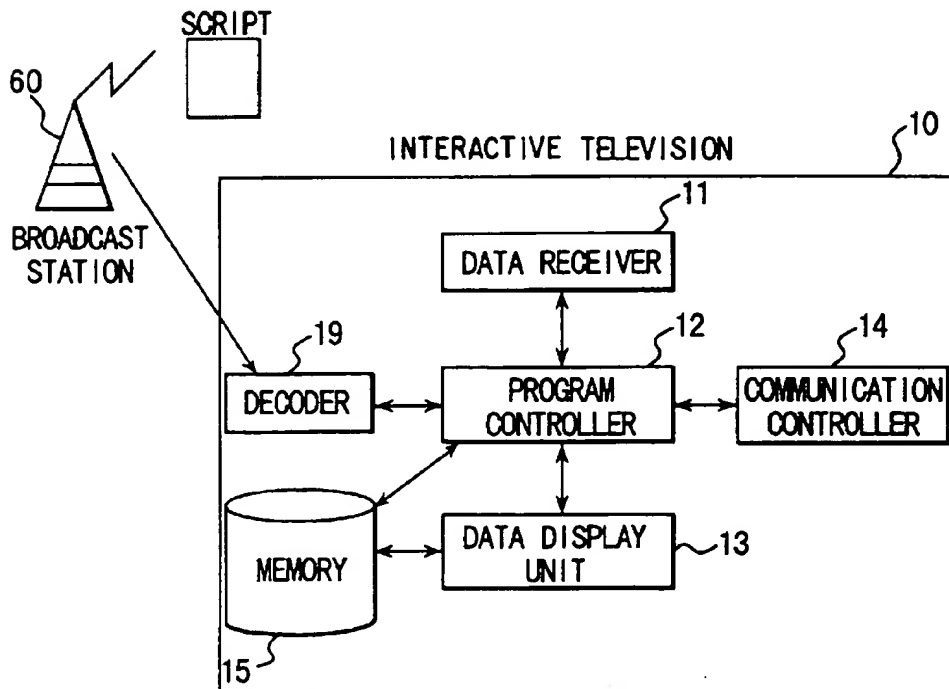 SCRIPT
60
10
INTERACTIVE TELEVISION
BROADCAST
STATION
11
DATA RECEIVER
19
DECODER
12
PROGRAM
CONTROLLER
14
COMMUNICATION
CONTROLLER
MEMORY
15
DATA DISPLAY
UNIT
13